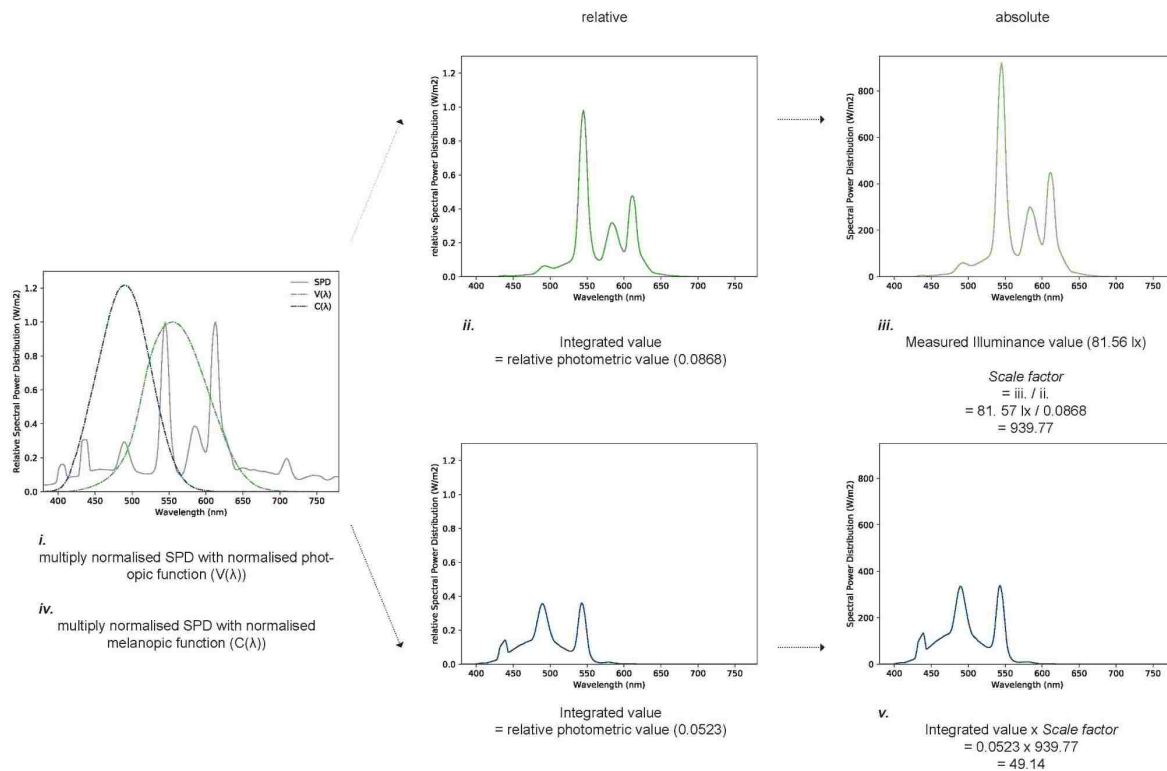 relative
absolute
relative Spectral Power Distribution (W/m2)
1.2
1.0
0.8
0.6
0.4
0.2
0.0
400 450 500 550 600 650 700 750
Wavelength (nm)
Spectral Power Distribution (W/m2)
800
600
400
200
0
400 450 500 550 600 650 700 750
Wavelength (nm)
ii.
Integrated value
= relative photometric value (0.0868)
iii.
Measured Illuminance value (81.56 lx)
Scale factor
= iii. / ii.
= 81. 57 lx / 0.0868
= 939.77
Relative Spectral Power Distribution (W/m2)
1.2
1.0
0.8
0.6
0.4
0.2
0.0
400 450 500 550 600 650 700 750
Wavelength (nm)
SPD
V(λ)
C(λ)
i.
multiply normalised SPD with normalised phot-
opic function (V(λ))
iv.
multiply normalised SPD with normalised
melanopic function (C(λ))
relative Spectral Power Distribution (W/m2)
1.2
1.0
0.8
0.6
0.4
0.2
0.0
400 450 500 550 600 650 700 750
Wavelength (nm)
Integrated value
= relative photometric value (0.0523)
Spectral Power Distribution (W/m2)
800
600
400
200
0
400 450 500 550 600 650 700 750
Wavelength (nm)
v.
Integrated value x Scale factor
= 0.0523 x 939.77
= 49.14